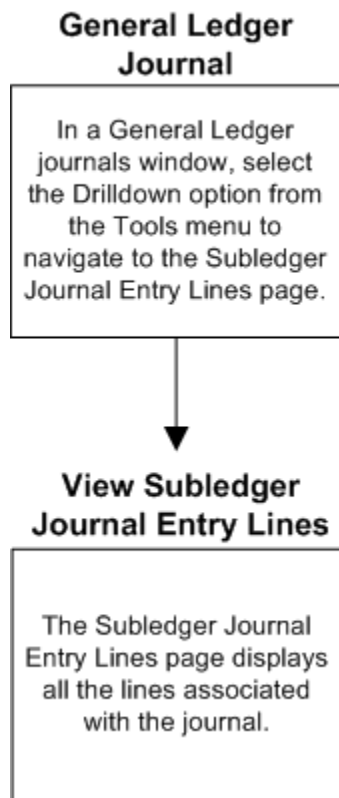 General Ledger
Journal
In a General Ledger
journals window, select
the Drilldown option from
the Tools menu to
navigate to the Subledger
Journal Entry Lines page.
View Subledger
Journal Entry Lines
The Subledger Journal
Entry Lines page displays
all the lines associated
with the journal.